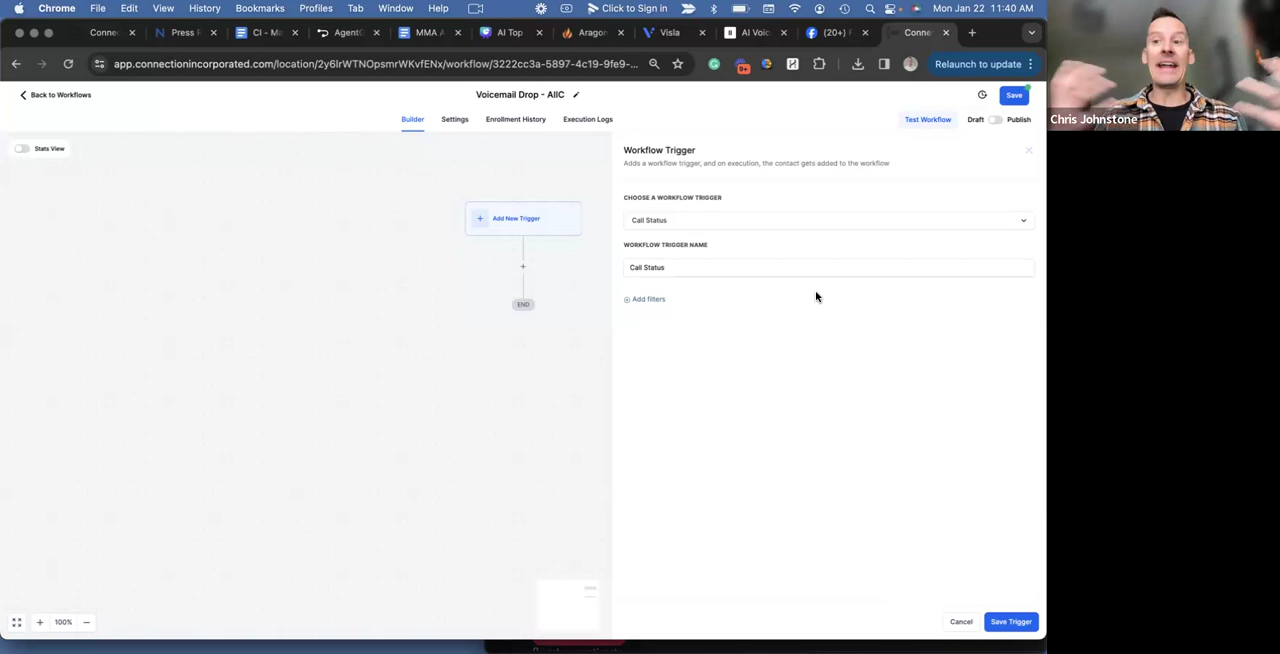 Chrome File Edit View History Bookmarks Profiles Tab Window Help Click to Sign in Mon Jan 22 11:40 AM
Connec Press R CI - Ma AgentG MMA A AI Top Aragon Visla AI Voic (20+) F Conne
app.connectionincorporated.com/location/2y6lrWTNOpsmrWKvfENx/workflow/3222cc3a-5897-4c19-9fe9-... 9+ Relaunch to update
Back to Workflows Voicemail Drop - AIIC Save
Builder Settings Enrollment History Execution Logs Test Workflow Draft Publish
Chris Johnstone
Stats View
Workflow Trigger
Adds a workflow trigger, and on execution, the contact gets added to the workflow
CHOOSE A WORKFLOW TRIGGER
Call Status
Add New Trigger
WORKFLOW TRIGGER NAME
Call Status
Add filters
END
100%
Cancel Save Trigger